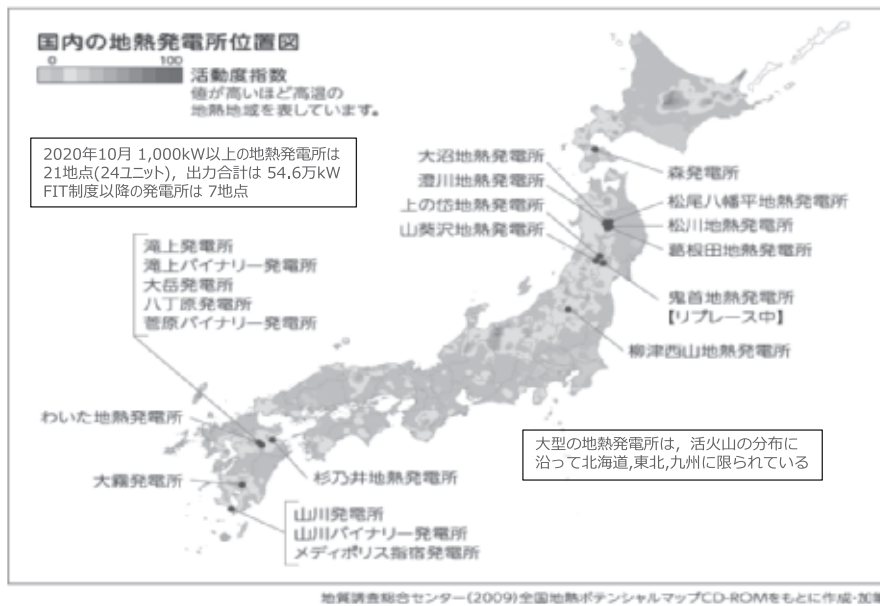 国内の地熱発電所位置図
0 100
活動度指数
値が高いほど高温の
地熱地域を表しています。
2020年10月 1,000kW以上の地熱発電所は
21地点(24ユニット)，出力合計は 54.6万kW
FIT制度以降の発電所は 7地点
大沼地熱発電所
澄川地熱発電所
上の岱地熱発電所
山葵沢地熱発電所
森発電所
松尾八幡平地熱発電所
松川地熱発電所
葛根田地熱発電所
鬼首地熱発電所
【リプレース中】
柳津西山地熱発電所
滝上発電所
滝上バイナリー発電所
大岳発電所
八丁原発電所
菅原バイナリー発電所
わいた地熱発電所
大霧発電所
杉乃井地熱発電所
山川発電所
山川バイナリー発電所
メディポリス指宿発電所
大型の地熱発電所は，活火山の分布に
沿って北海道,東北,九州に限られている
地質調査総合センター(2009)全国地熱ポテンシャルマップCD-ROMをもとに作成・加筆